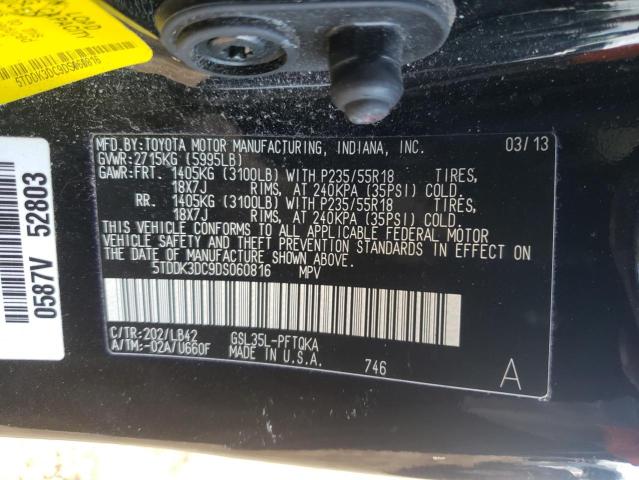 LOAD
CAPACITY
5TDDK3DC9DS060816
0587V 52803
MFD.BY:TOYOTA MOTOR MANUFACTURING, INDIANA, INC. 03/13
GVWR:2715KG (5995LB)
GAWR:FRT. 1405KG (3100LB) WITH P235/55R18 TIRES,
18X7J RIMS, AT 240KPA (35PSI) COLD.
RR. 1405KG (3100LB) WITH P235/55R18 TIRES,
18X7J RIMS, AT 240KPA (35PSI) COLD.
THIS VEHICLE CONFORMS TO ALL APPLICABLE FEDERAL MOTOR
VEHICLE SAFETY AND THEFT PREVENTION STANDARDS IN EFFECT ON
THE DATE OF MANUFACTURE SHOWN ABOVE.
5TDDK3DC9DS060816 MPV
C/TR:202/LB42 GSL35L-PFTQKA
A/TM:-02A/U660F MADE IN U.S.A.
746 A